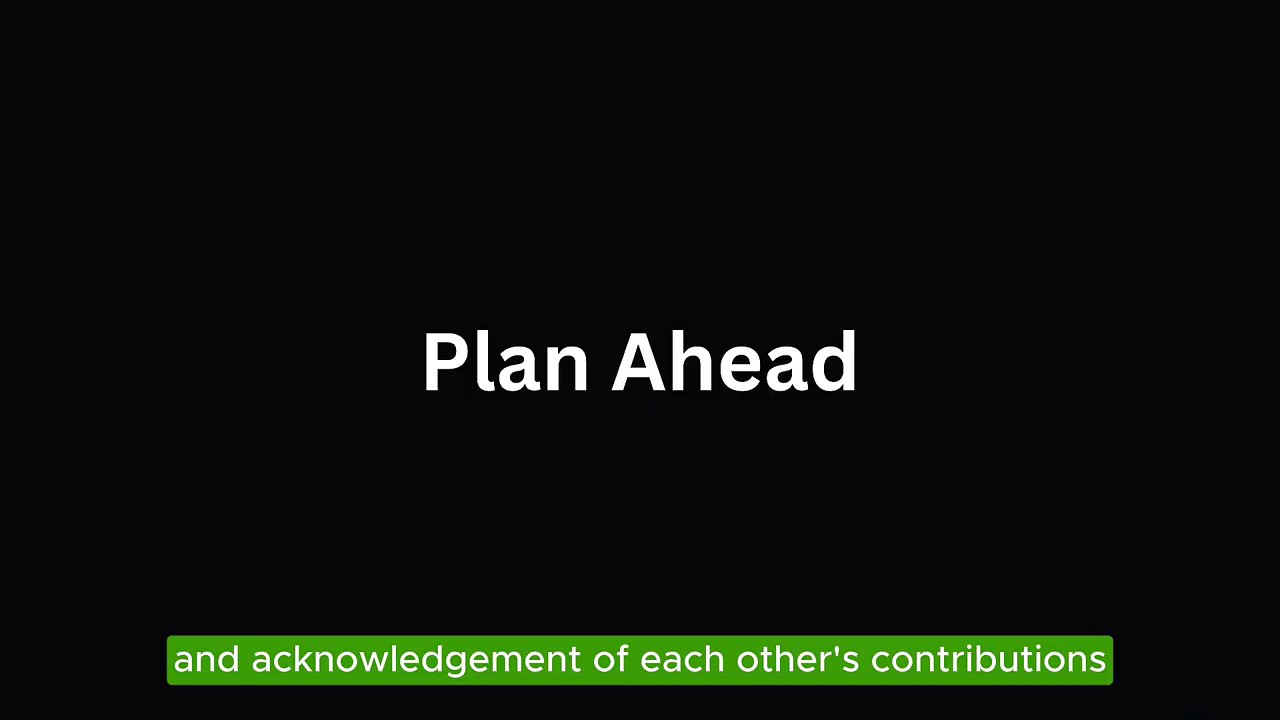 Plan Ahead
and acknowledgement of each other's contributions